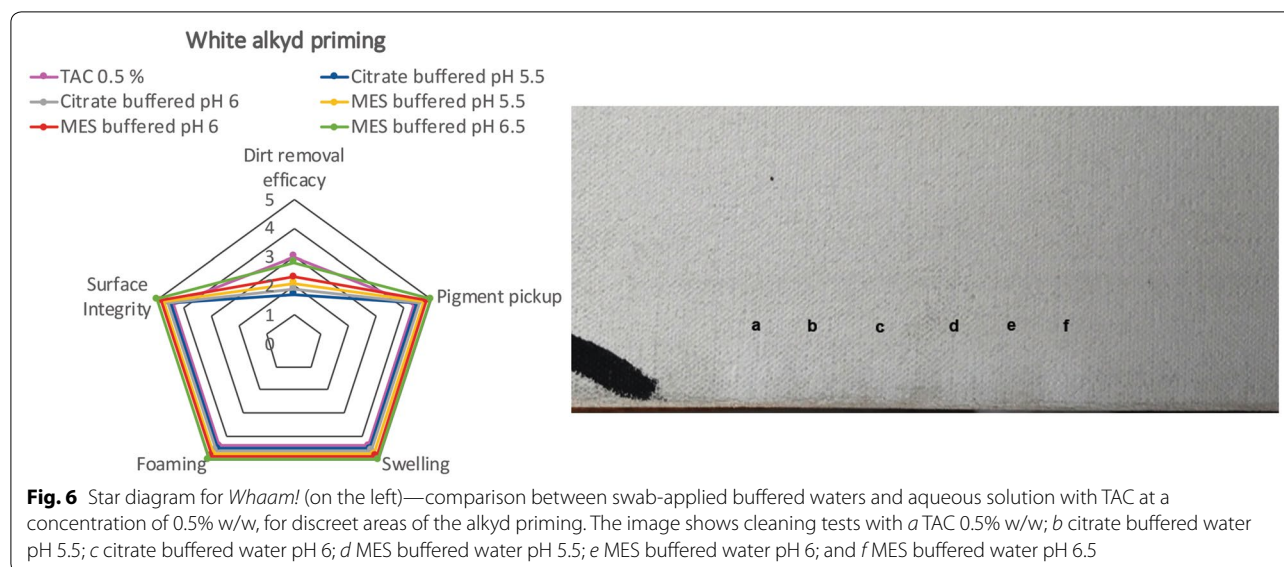 White alkyd priming
TAC 0.5 %
Citrate buffered pH 5.5
Citrate buffered pH 6
MES buffered pH 5.5
MES buffered pH 6
MES buffered pH 6.5
Dirt removal
efficacy
5
4
3
2
1
0
Surface
Integrity
Pigment pickup
Foaming
Swelling
a b c d e f
Fig. 6 Star diagram for Whaam! (on the left)—comparison between swab-applied buffered waters and aqueous solution with TAC at a
concentration of 0.5% w/w, for discreet areas of the alkyd priming. The image shows cleaning tests with a TAC 0.5% w/w; b citrate buffered water
pH 5.5; c citrate buffered water pH 6; d MES buffered water pH 5.5; e MES buffered water pH 6; and f MES buffered water pH 6.5